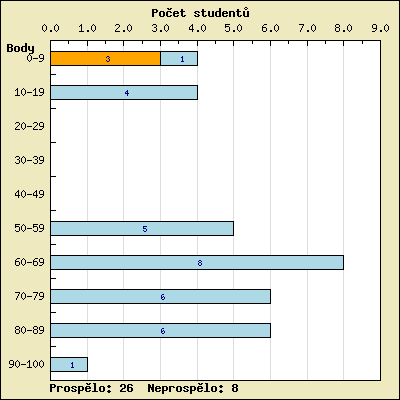 Počet studentů
0.0 1.0 2.0 3.0 4.0 5.0 6.0 7.0 8.0 9.0
Body
0-9 3 1
10-19 4
20-29
30-39
40-49
50-59 5
60-69 8
70-79 6
80-89 6
90-100 1
Prospělo: 26 Neprospělo: 8